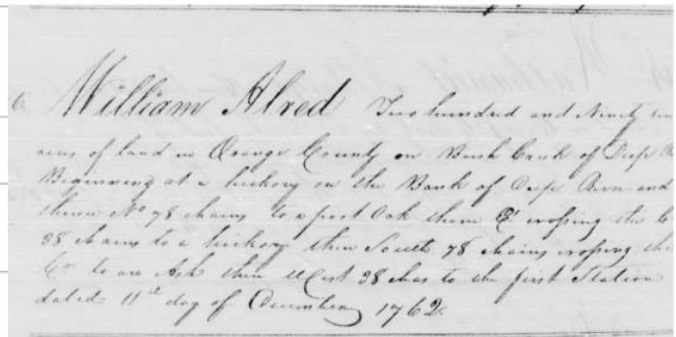 William Alred Two hundred and Ninety
acres of land in Orange County on Bush Creek of Deep R
Beginning at a hickory on the Bank of Deep River and
thence No 78 chains to a post Oak thence Et crossing the
38 chains to a hickory then South 78 chains crossing the
to an Ash then West 38 chas to the first Station
dated 11th day of December 1762.